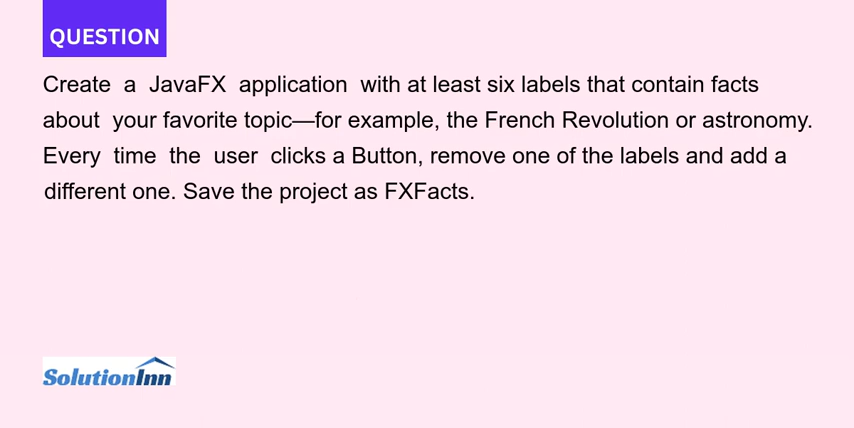 QUESTION
Create a JavaFX application with at least six labels that contain facts
about your favorite topic—for example, the French Revolution or astronomy.
Every time the user clicks a Button, remove one of the labels and add a
different one. Save the project as FXFacts.
SolutionInn